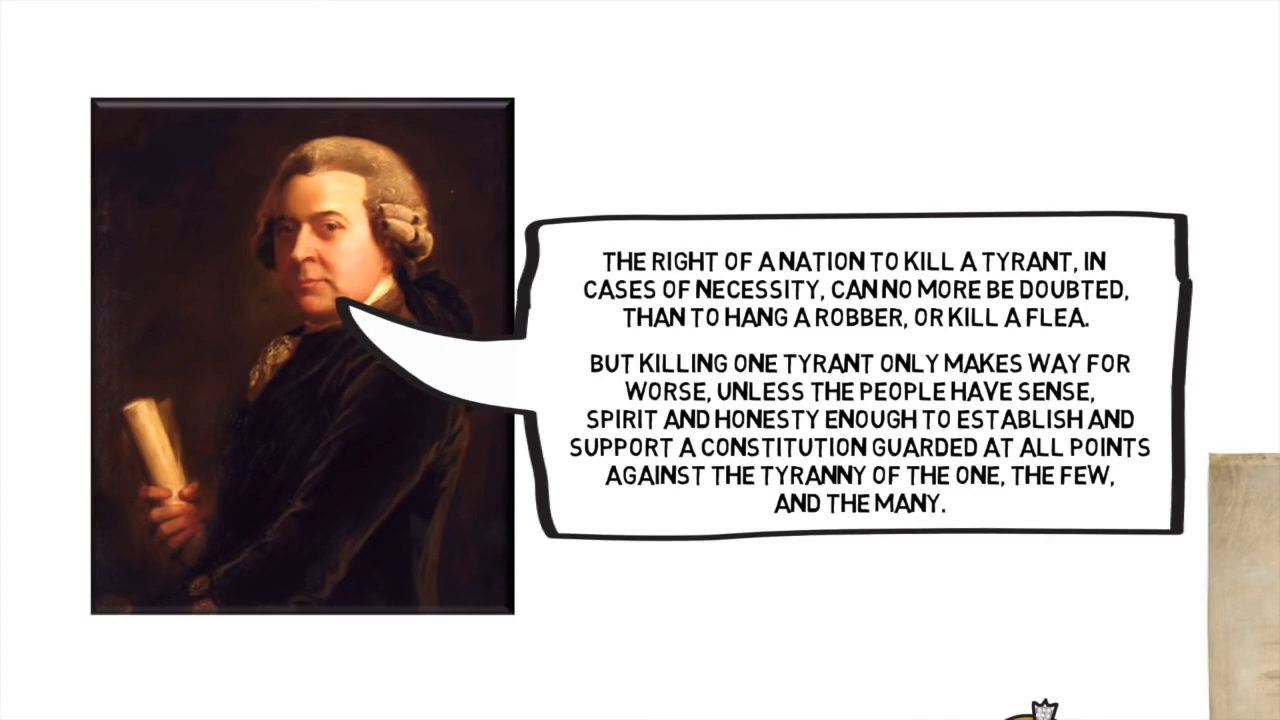 THE RIGHT OF A NATION TO KILL A TYRANT, IN
CASES OF NECESSITY, CAN NO MORE BE DOUBTED,
THAN TO HANG A ROBBER, OR KILL A FLEA.
BUT KILLING ONE TYRANT ONLY MAKES WAY FOR
WORSE, UNLESS THE PEOPLE HAVE SENSE,
SPIRIT AND HONESTY ENOUGH TO ESTABLISH AND
SUPPORT A CONSTITUTION GUARDED AT ALL POINTS
AGAINST THE TYRANNY OF THE ONE, THE FEW,
AND THE MANY.